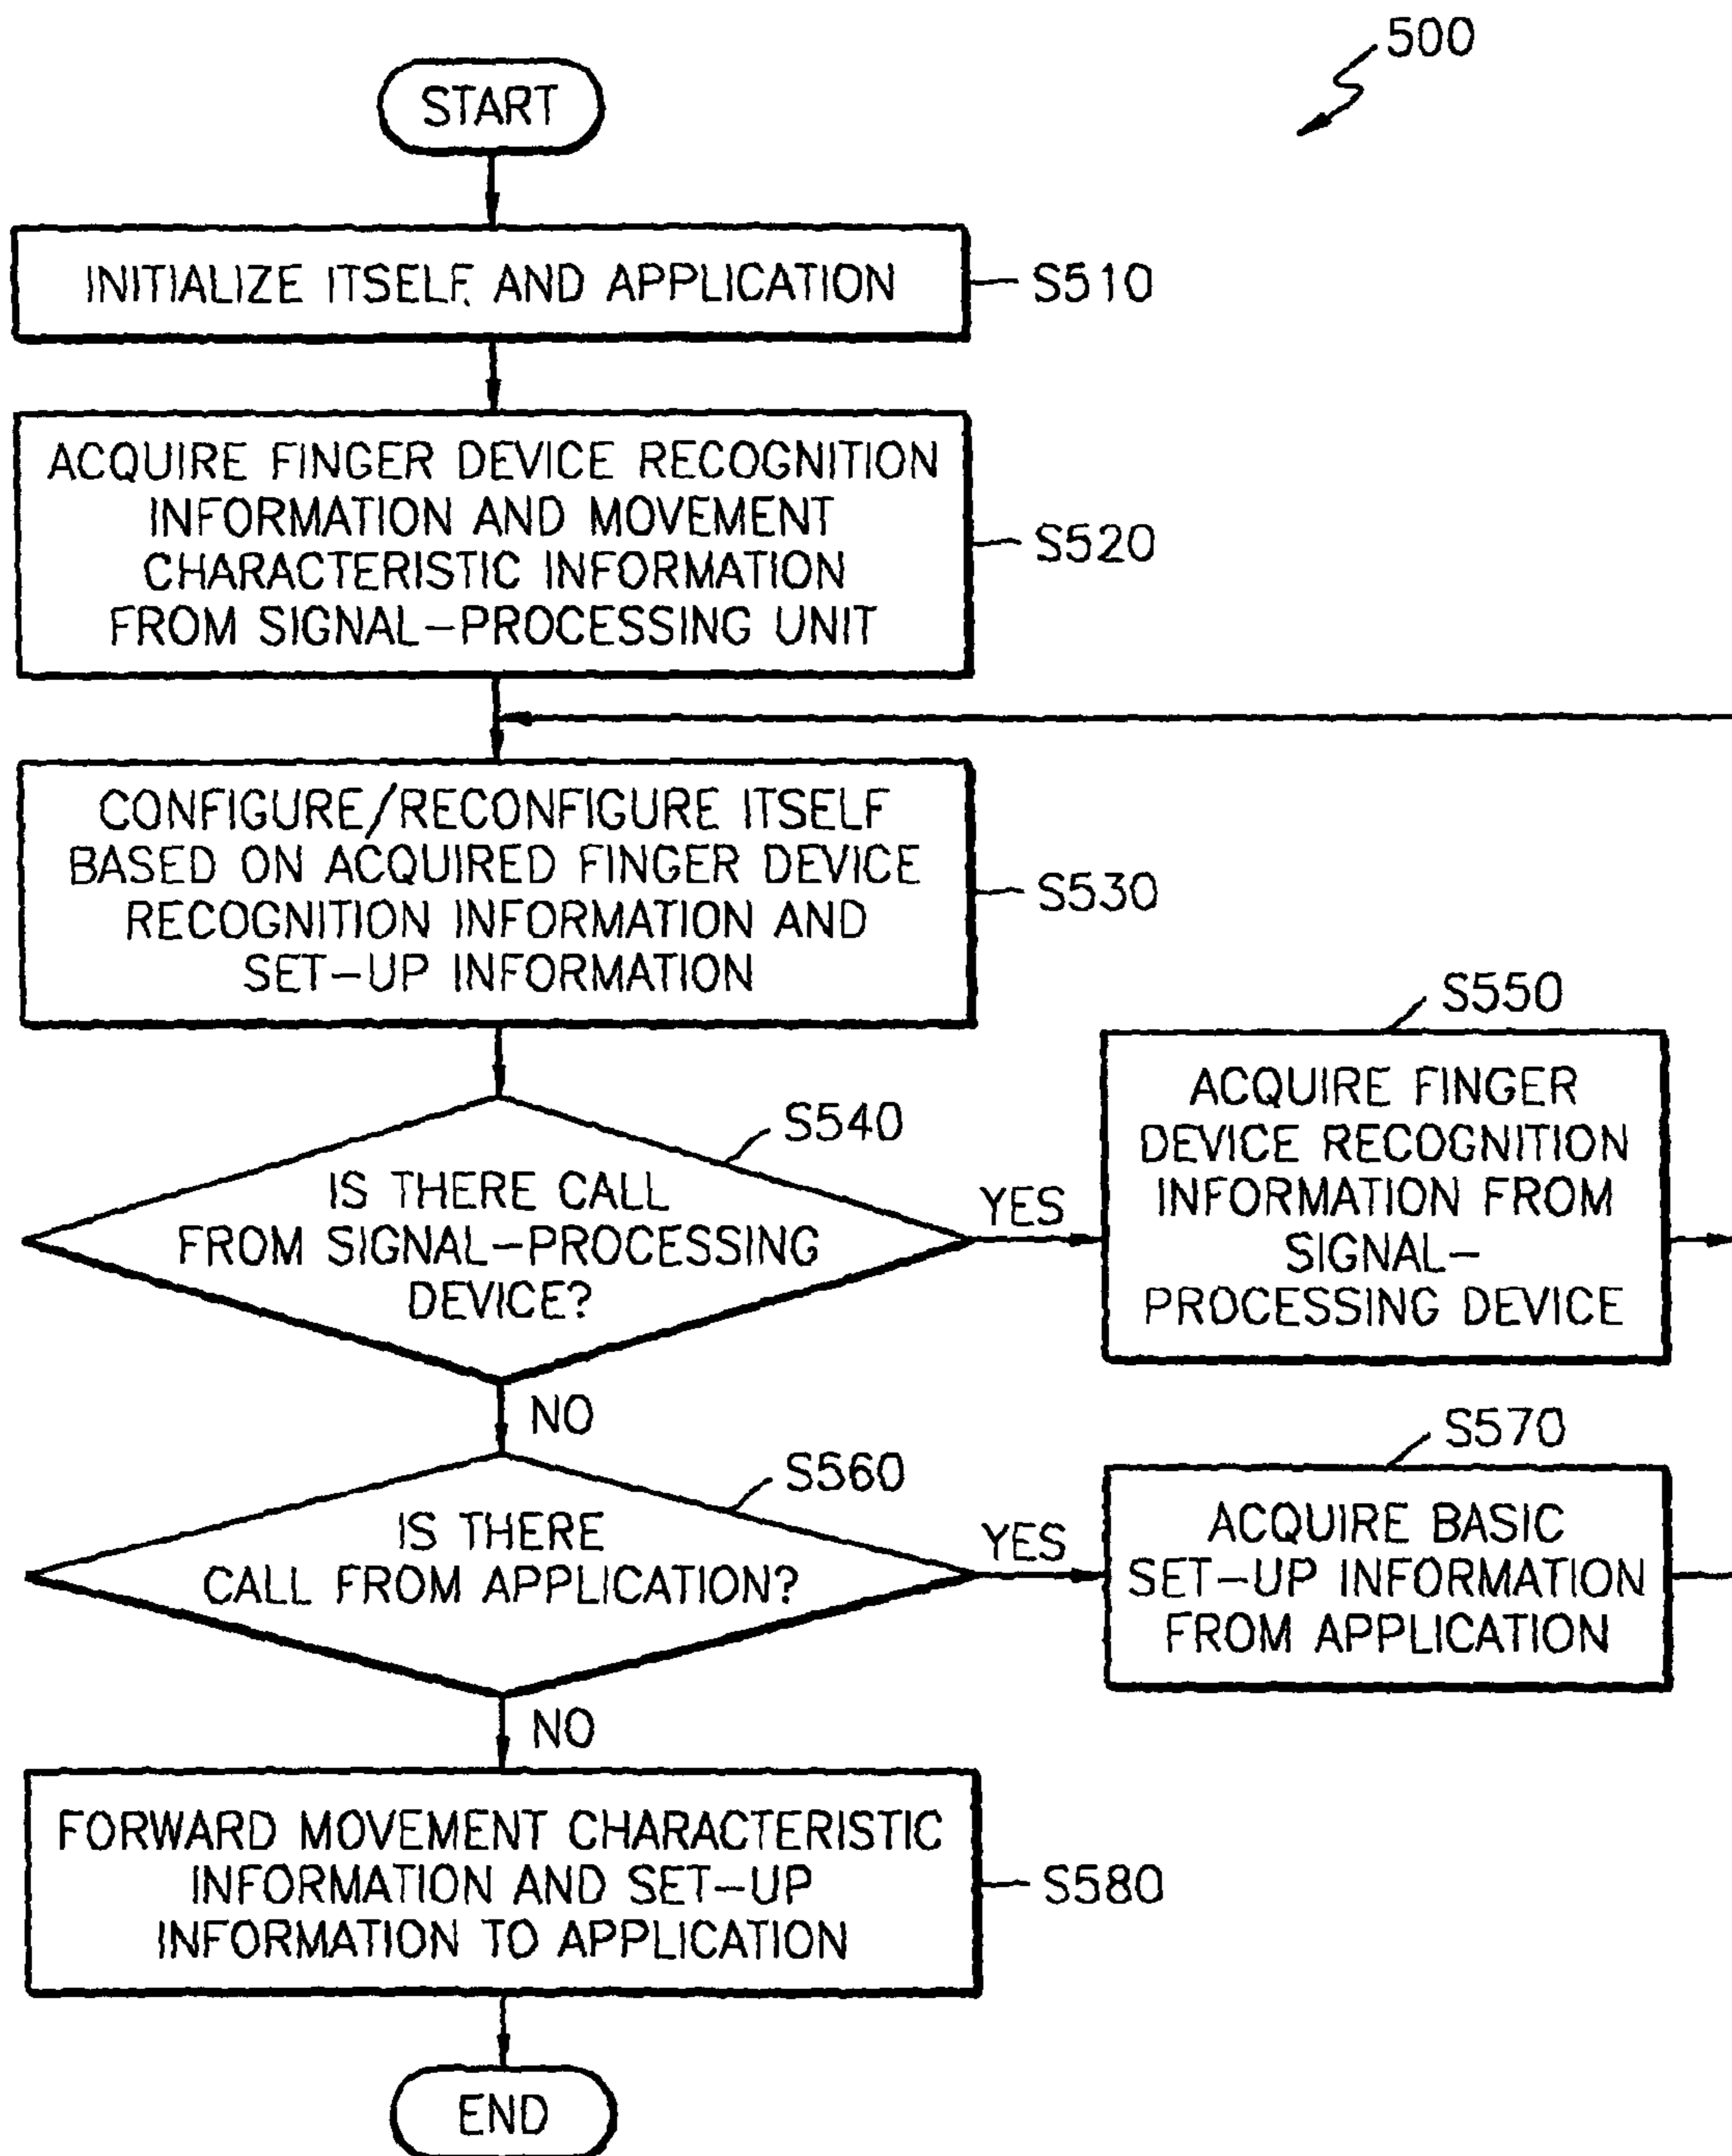 500
START
INITIALIZE ITSELF AND APPLICATION
S510
ACQUIRE FINGER DEVICE RECOGNITION
INFORMATION AND MOVEMENT
CHARACTERISTIC INFORMATION
FROM SIGNAL-PROCESSING UNIT
S520
CONFIGURE/RECONFIGURE ITSELF
BASED ON ACQUIRED FINGER DEVICE
RECOGNITION INFORMATION AND
SET-UP INFORMATION
S530
S540
IS THERE CALL
FROM SIGNAL-PROCESSING
DEVICE?
YES
S550
ACQUIRE FINGER
DEVICE RECOGNITION
INFORMATION FROM
SIGNAL-
PROCESSING DEVICE
NO
S560
IS THERE
CALL FROM APPLICATION?
YES
S570
ACQUIRE BASIC
SET-UP INFORMATION
FROM APPLICATION
NO
FORWARD MOVEMENT CHARACTERISTIC
INFORMATION AND SET-UP
INFORMATION TO APPLICATION
S580
END